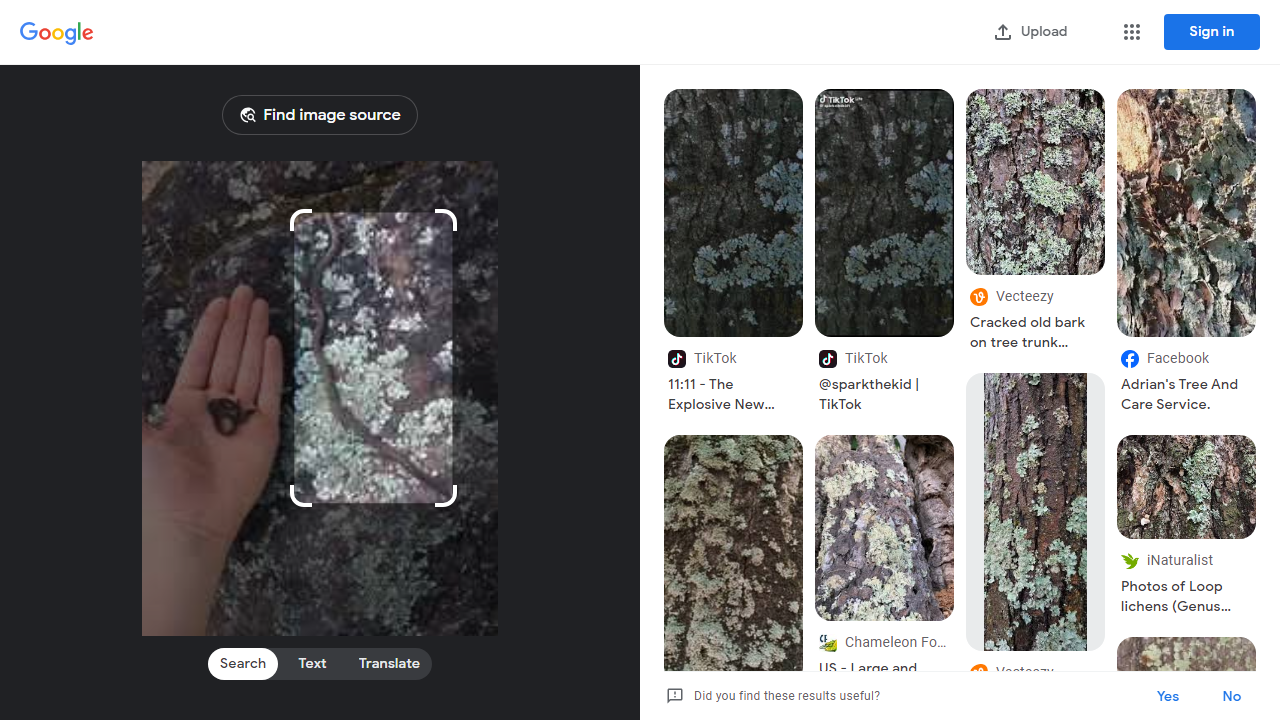 Google
Upload
Sign in
Find image source
Search
Text
Translate
TikTok
11:11 - The
Explosive New...
TikTok
TikTok
@sparkthekid |
TikTok
Vecteezy
Cracked old bark
on tree trunk...
Facebook
Adrian's Tree And
Care Service.
Chameleon Fo...
US - Large and
Vecteezy
iNaturalist
Photos of Loop
lichens (Genus...
Did you find these results useful?
Yes
No